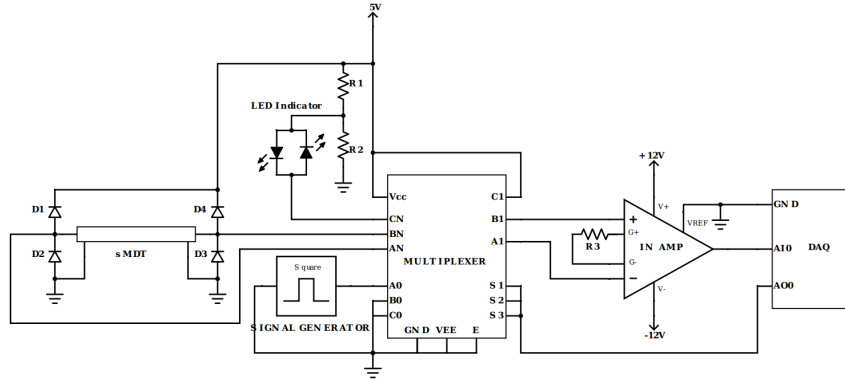 5V
R1
LED Indicator
R2
+12V
Vcc
C1
V+
GND
D1
D4
CN
B1
+
VREF
G+
sMDT
BN
R3
IN AMP
AI0
DAQ
D2
D3
AN
A1
G-
MULTIPLEXER
−
Square
A0
S1
V-
AO0
B0
S2
SIGNAL GENERATOR
C0
S3
GND VEE E
-12V